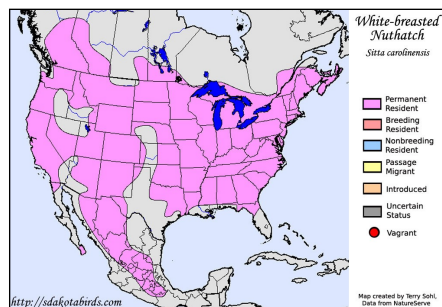 White-breasted
Nuthatch
Sitta carolinensis
Permanent
Resident
Breeding
Resident
Nonbreeding
Resident
Passage
Migrant
Introduced
Uncertain
Status
Vagrant
http://sdakotabirds.com
Map created by Terry Sohl,
Data from NatureServe